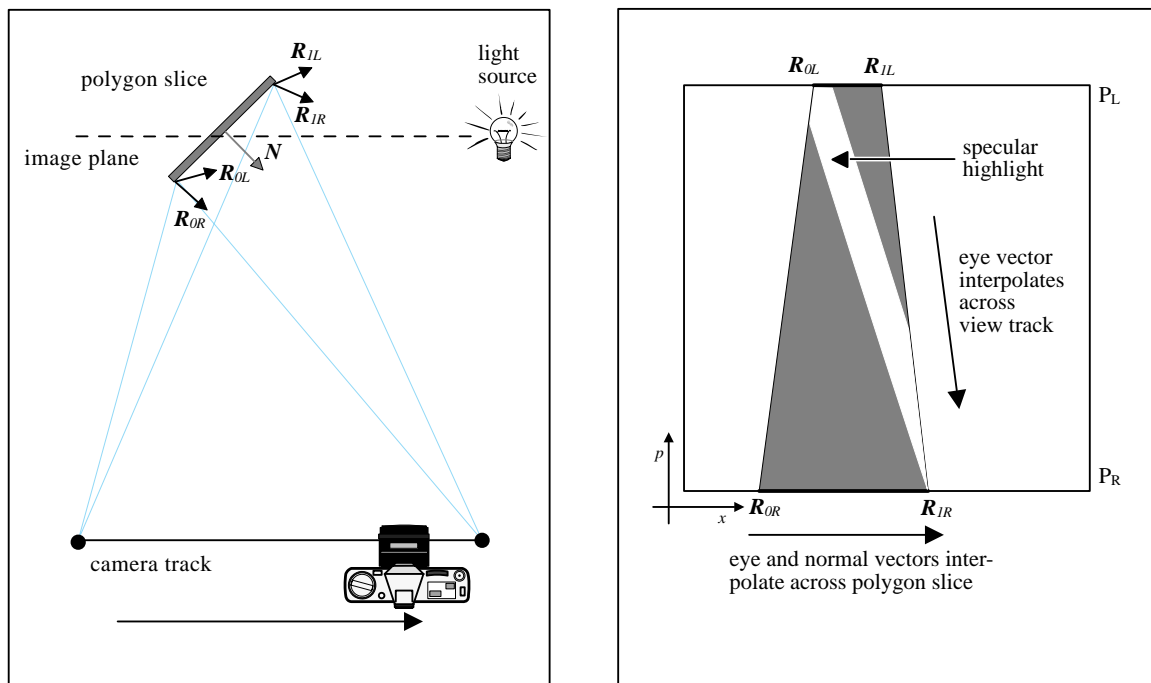 R1L
light
source
polygon slice
R1R
image plane
N
R0L
R0R
camera track
R0L
R1L
PL
specular
highlight
eye vector
interpolates
across
view track
p
x
PR
R0R
R1R
eye and normal vectors inter-
polate across polygon slice